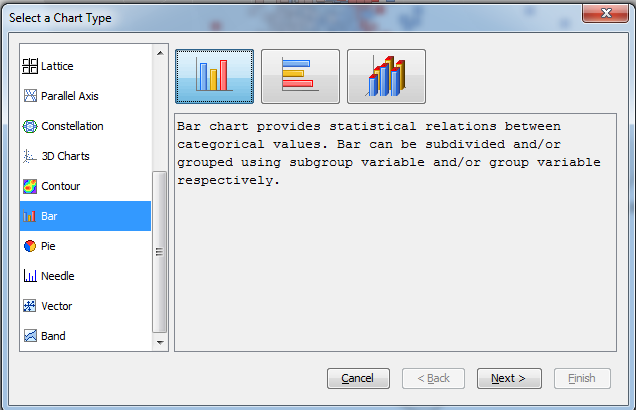 Select a Chart Type
Lattice
Parallel Axis
Constellation
3D Charts
Contour
Bar
Pie
Needle
Vector
Band
Bar chart provides statistical relations between
categorical values. Bar can be subdivided and/or
grouped using subgroup variable and/or group variable
respectively.
Cancel
< Back
Next >
Finish